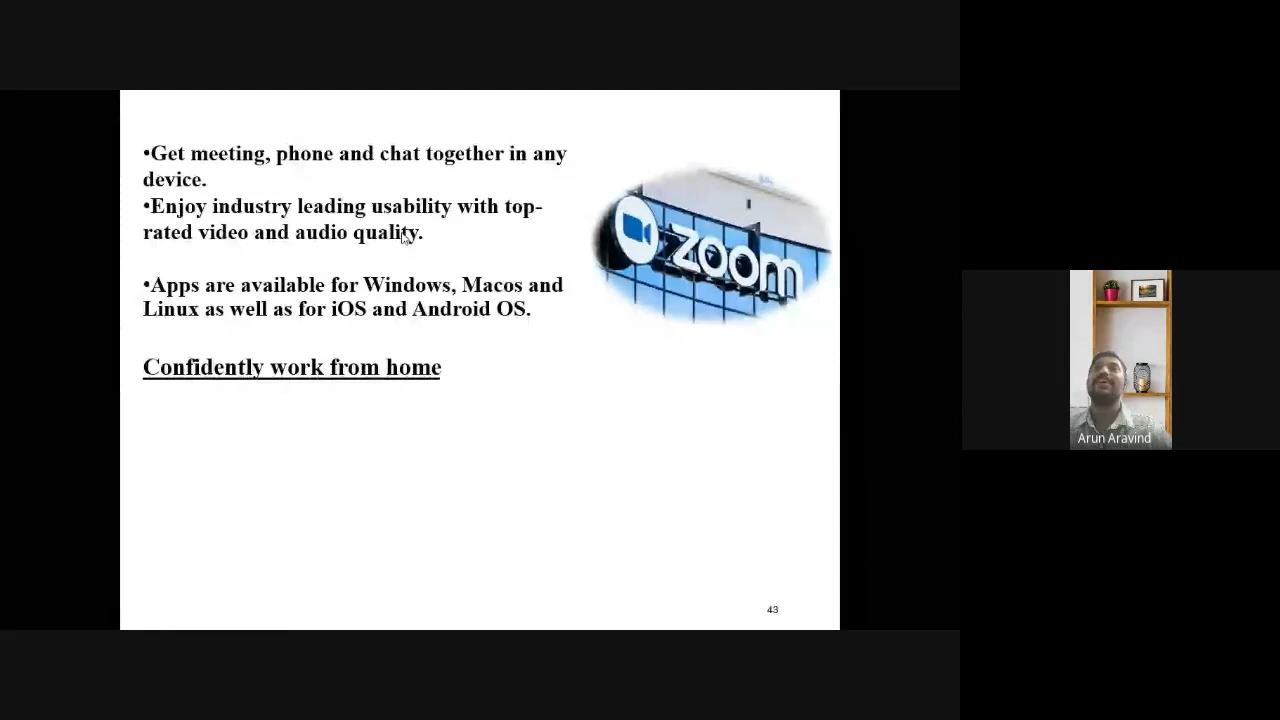 •Get meeting, phone and chat together in any
device.
•Enjoy industry leading usability with top-
rated video and audio quality.
•Apps are available for Windows, Macos and
Linux as well as for iOS and Android OS.
Confidently work from home
zoom
43
Arun Aravind